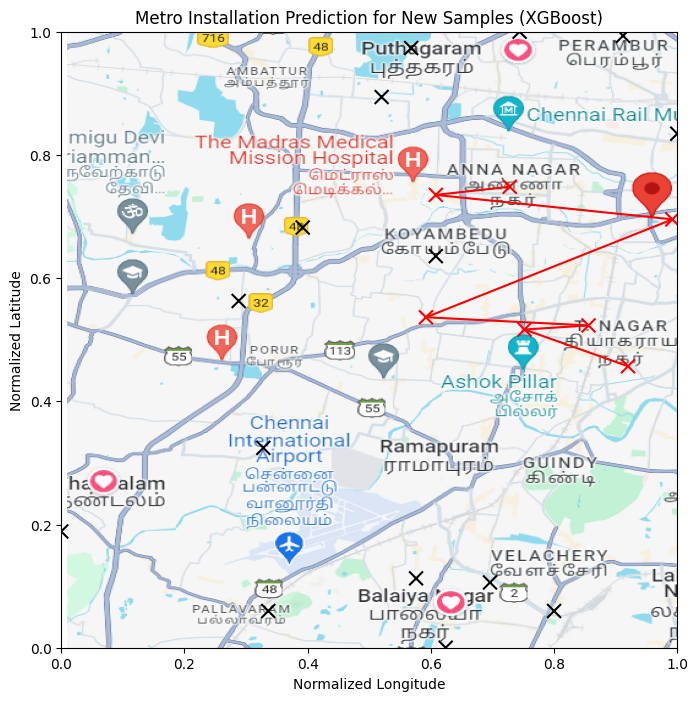 Metro Installation Prediction for New Samples (XGBoost)
716
48
Puthagaram
புத்தகரம்
PERAMBUR
பெரம்பூர்
AMBATTUR
அம்பத்தூர்
Chennai Rail Mu
migu Devi
iamman...
The Madras Medical
Mission Hospital
மெட்ராஸ்
மெடிக்கல்...
H
ANNA NAGAR
அண்ணா
நகர்
தேவி...
H
KOYAMBEDU
கோயம்பேடு
48
32
H
55
PORUR
போரூர்
113
T NAGAR
தியாகராய
நகர்
Ashok Pillar
அசோக்
பில்லர்
55
Chennai
International
Airport
சென்னை
பன்னாட்டு
வானூர்தி
நிலையம்
Ramapuram
ராமாபுரம்
GUINDY
கிண்டி
VELACHERY
வேளச்சேரி
48
2
PALLAVARAM
பல்லாவரம்
Balaiya Nagar
பாலையா
நகர்
0.0
0.2
0.4
0.6
0.8
1.0
Normalized Latitude
0.0
0.2
0.4
0.6
0.8
1.0
Normalized Longitude